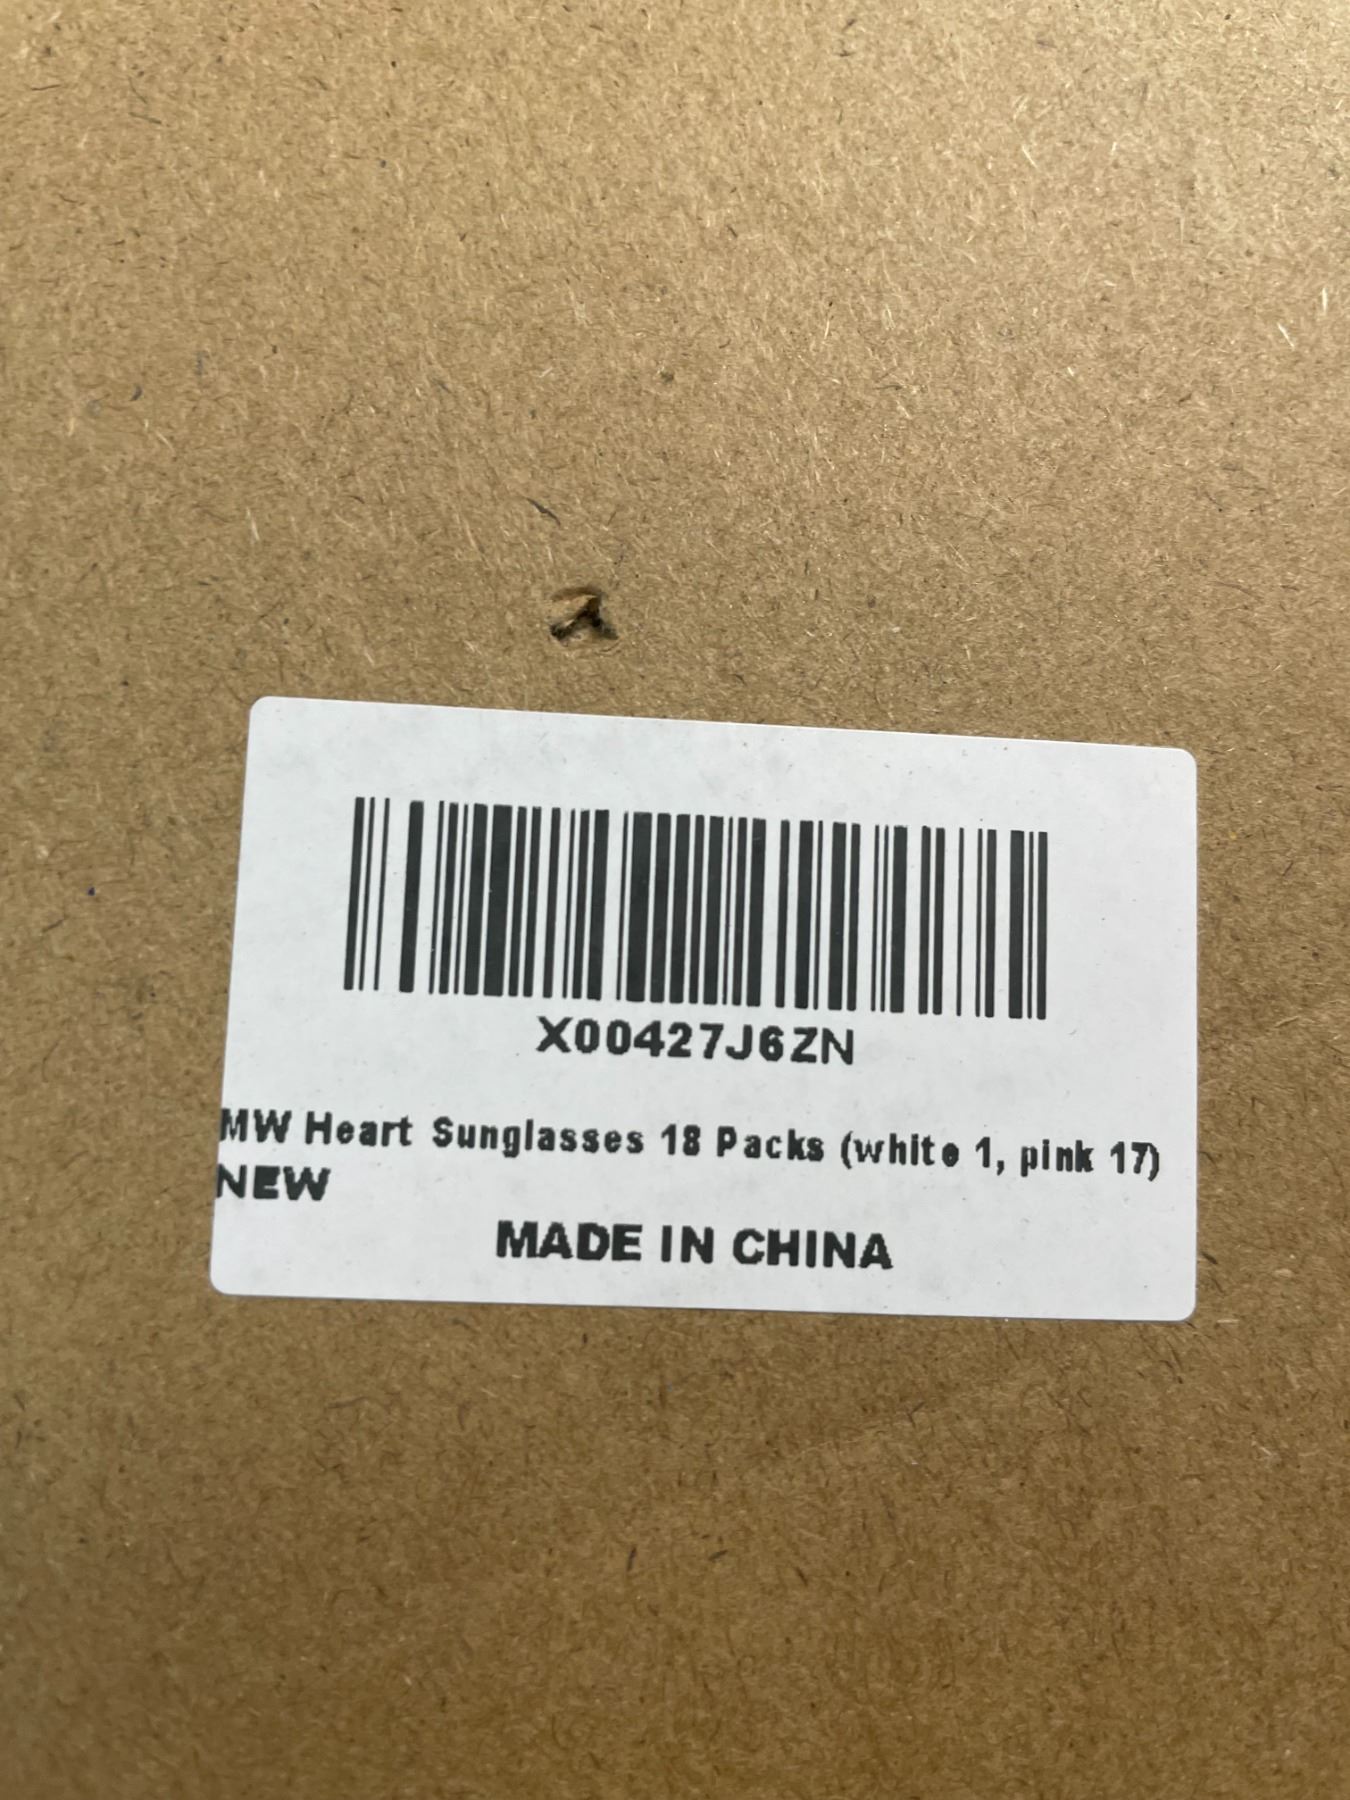 X00427J6ZN
MW Heart Sunglasses 18 Packs (white 1, pink 17)
NEW
MADE IN CHINA